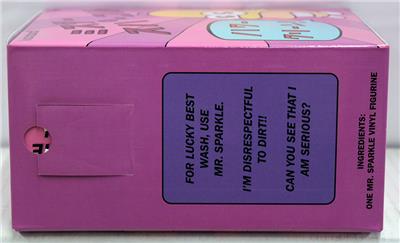 FOR LUCKY BEST
WASH, USE
MR. SPARKLE.
I'M DISRESPECTFUL
TO DIRT!!
CAN YOU SEE THAT I
AM SERIOUS?
INGREDIENTS:
ONE MR. SPARKLE VINYL FIGURINE